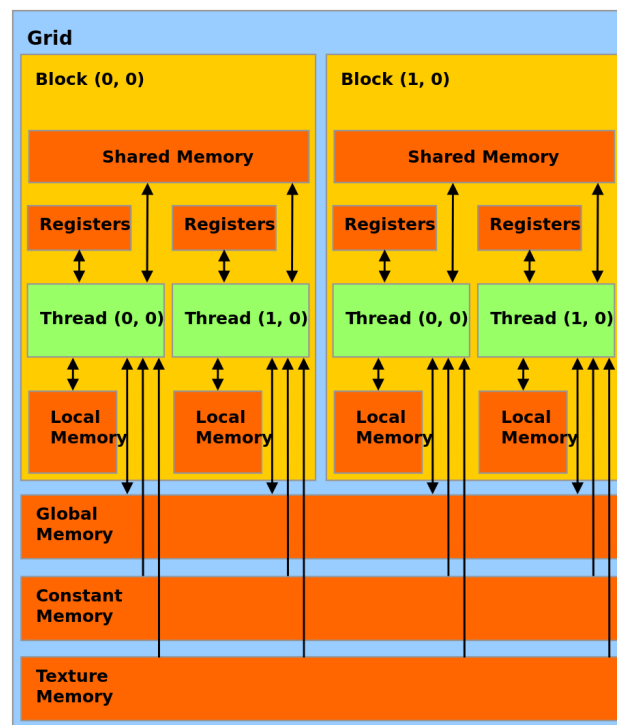 Grid
Block (0, 0)
Block (1, 0)
Shared Memory
Shared Memory
Registers
Registers
Registers
Registers
Thread (0, 0)
Thread (1, 0)
Thread (0, 0)
Thread (1, 0)
Local
Memory
Local
Memory
Local
Memory
Local
Memory
Global
Memory
Constant
Memory
Texture
Memory